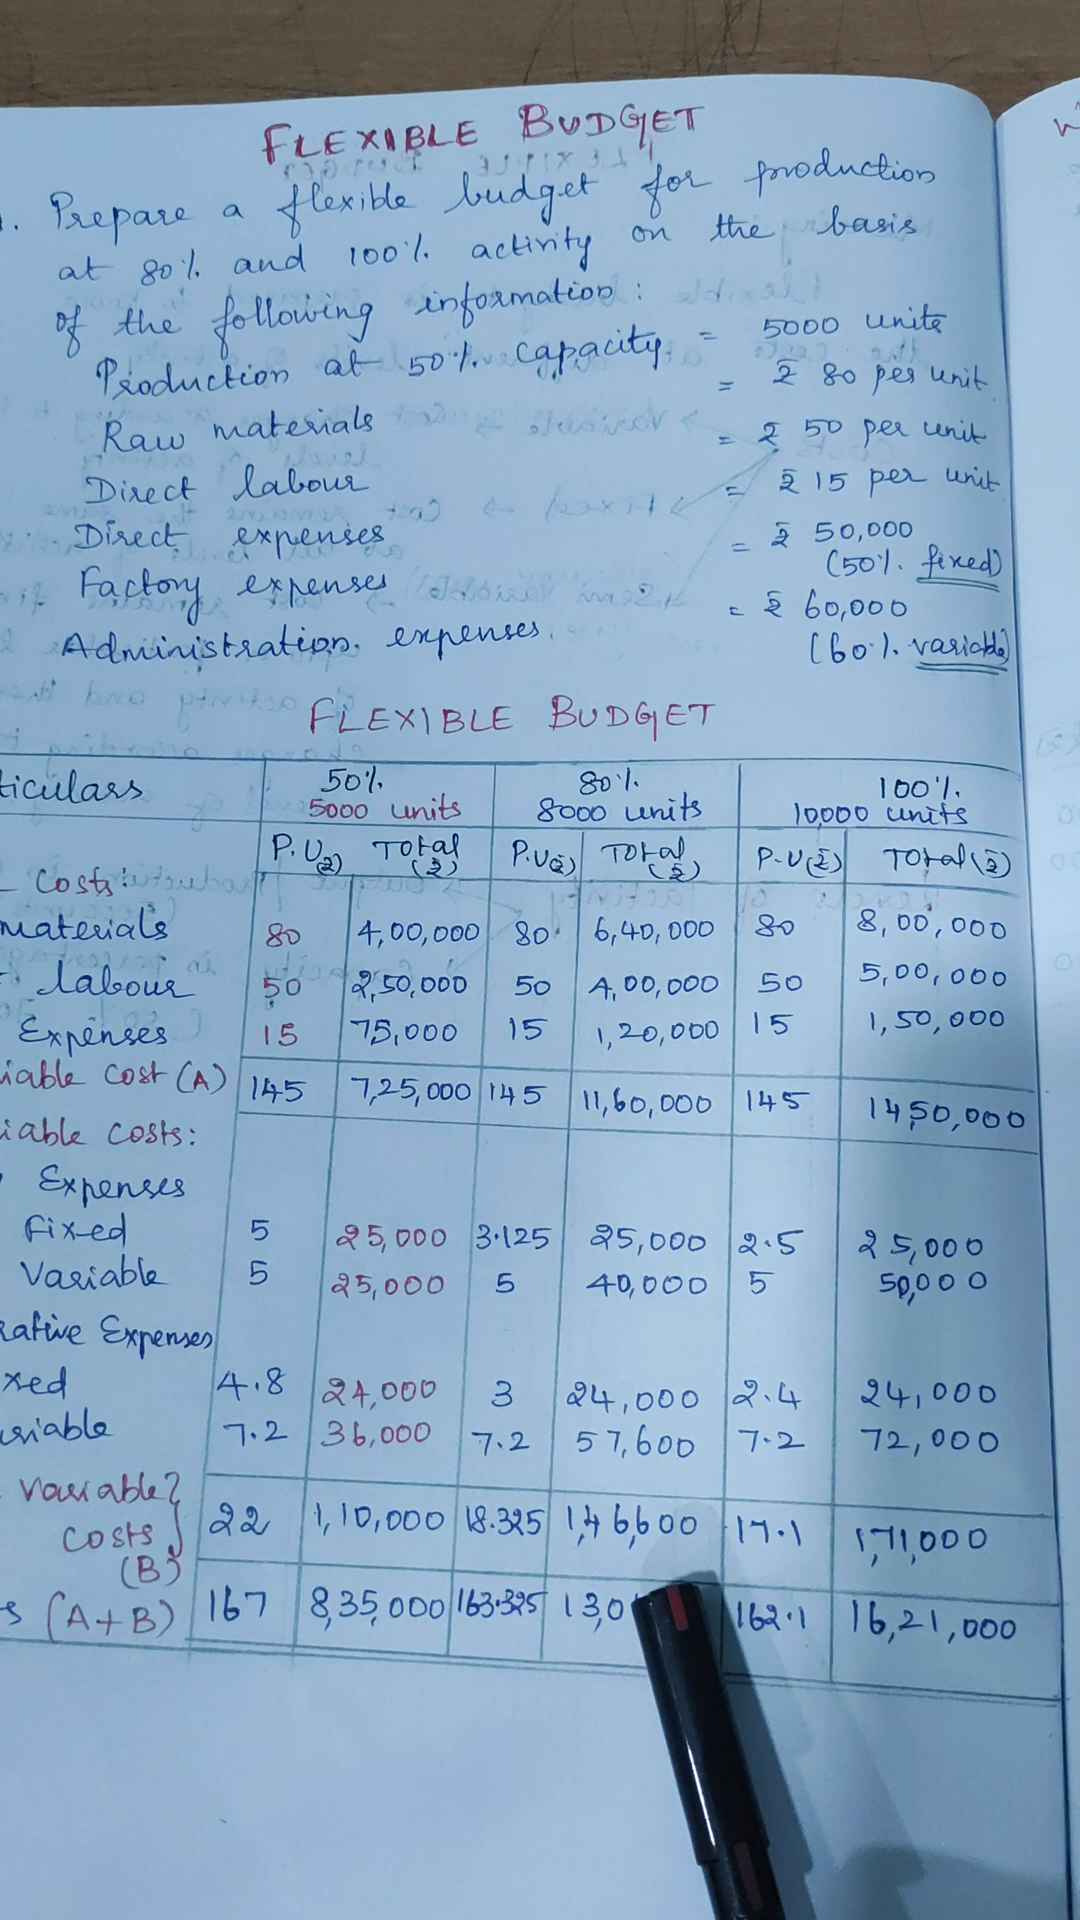 FLEXIBLE BUDGET
1. Prepare a flexible budget for production
at 80% and 100% activity on the basis
of the following information:
Production at 50% capacity = 5000 units
Raw materials = ₹ 80 per unit
Direct labour = ₹ 50 per unit
Direct expenses = ₹ 15 per unit
Factory expenses = ₹ 50,000
(50% fixed)
Administration expenses = ₹ 60,000
(60% variable)
FLEXIBLE BUDGET
ticulars 50% 80% 100%
5000 units 8000 units 10,000 units
P.U(₹) Total (₹) P.U(₹) Total (₹) P.U(₹) Total (₹)
Costs:
materials 80 4,00,000 80 6,40,000 80 8,00,000
labour 50 2,50,000 50 4,00,000 50 5,00,000
Expenses 15 75,000 15 1,20,000 15 1,50,000
iable cost (A) 145 7,25,000 145 11,60,000 145 14,50,000
iable costs:
Expenses
Fixed 5 25,000 3.125 25,000 2.5 25,000
Variable 5 25,000 5 40,000 5 50,000
rative Expenses
xed 4.8 24,000 3 24,000 2.4 24,000
ariable 7.2 36,000 7.2 57,600 7.2 72,000
Variable
costs (B) 22 1,10,000 18.325 1,46,600 17.1 1,71,000
s (A+B) 167 8,35,000 163.325 13,0 162.1 16,21,000